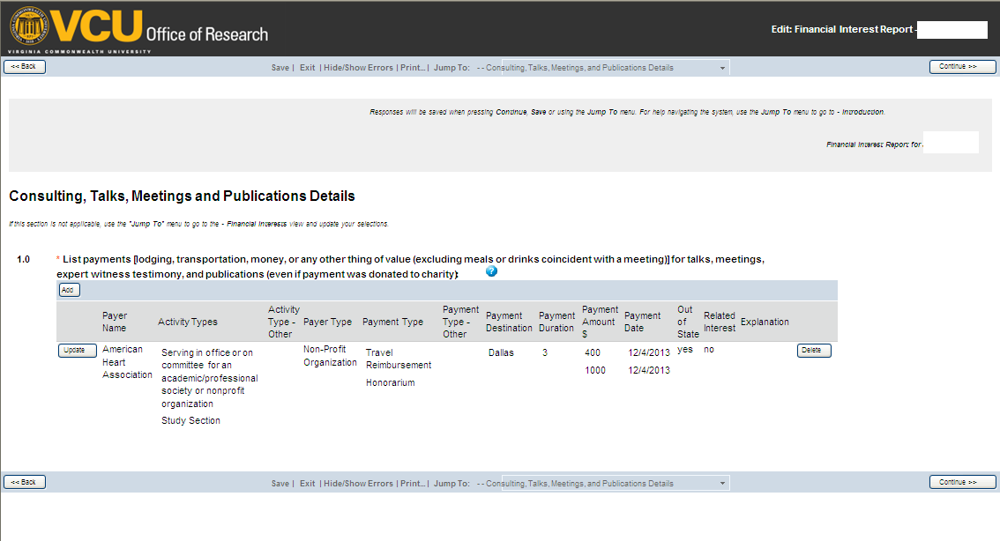 VCU Office of Research
VIRGINIA COMMONWEALTH UNIVERSITY
Edit: Financial Interest Report -
<< Back
Save | Exit | Hide/Show Errors | Print... | Jump To: -- Consulting, Talks, Meetings, and Publications Details
Continue >>
Responses will be saved when pressing Continue, Save or using the Jump To menu. For help navigating the system, use the Jump To menu to go to - Introduction.
Financial Interest Report for
Consulting, Talks, Meetings and Publications Details
If this section is not applicable, use the "Jump To" menu to go to the - Financial Interests view and update your selections.
1.0 * List payments [lodging, transportation, money, or any other thing of value (excluding meals or drinks coincident with a meeting)] for talks, meetings,
expert witness testimony, and publications (even if payment was donated to charity): ?
Add
Payer Name
Activity Types
Activity Type - Other
Payer Type
Payment Type
Payment Type - Other
Payment Destination
Payment Duration
Payment Amount $
Payment Date
Out of State
Related Interest
Explanation
Update
American
Heart
Association
Serving in office or on
committee for an
academic/professional
society or nonprofit
organization
Study Section
Non-Profit
Organization
Travel
Reimbursement
Honorarium
Dallas
3
400
1000
12/4/2013
12/4/2013
yes
no
Delete
<< Back
Save | Exit | Hide/Show Errors | Print... | Jump To: -- Consulting, Talks, Meetings, and Publications Details
Continue >>